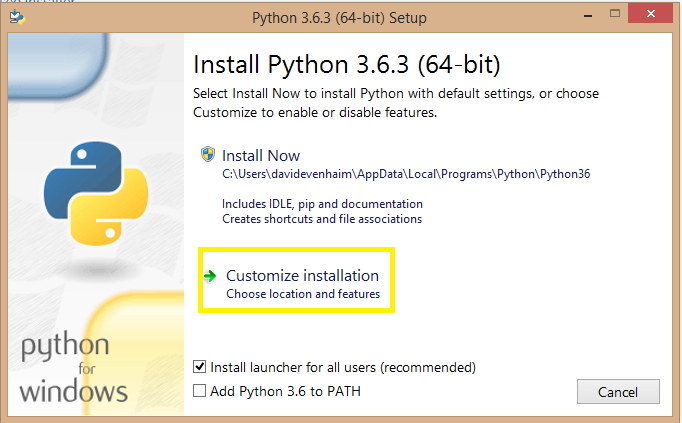 Python 3.6.3 (64-bit) Setup
Install Python 3.6.3 (64-bit)
Select Install Now to install Python with default settings, or choose
Customize to enable or disable features.
Install Now
C:\Users\davidevenhaim\AppData\Local\Programs\Python\Python36
Includes IDLE, pip and documentation
Creates shortcuts and file associations
Customize installation
Choose location and features
python
for
windows
Install launcher for all users (recommended)
Add Python 3.6 to PATH
Cancel